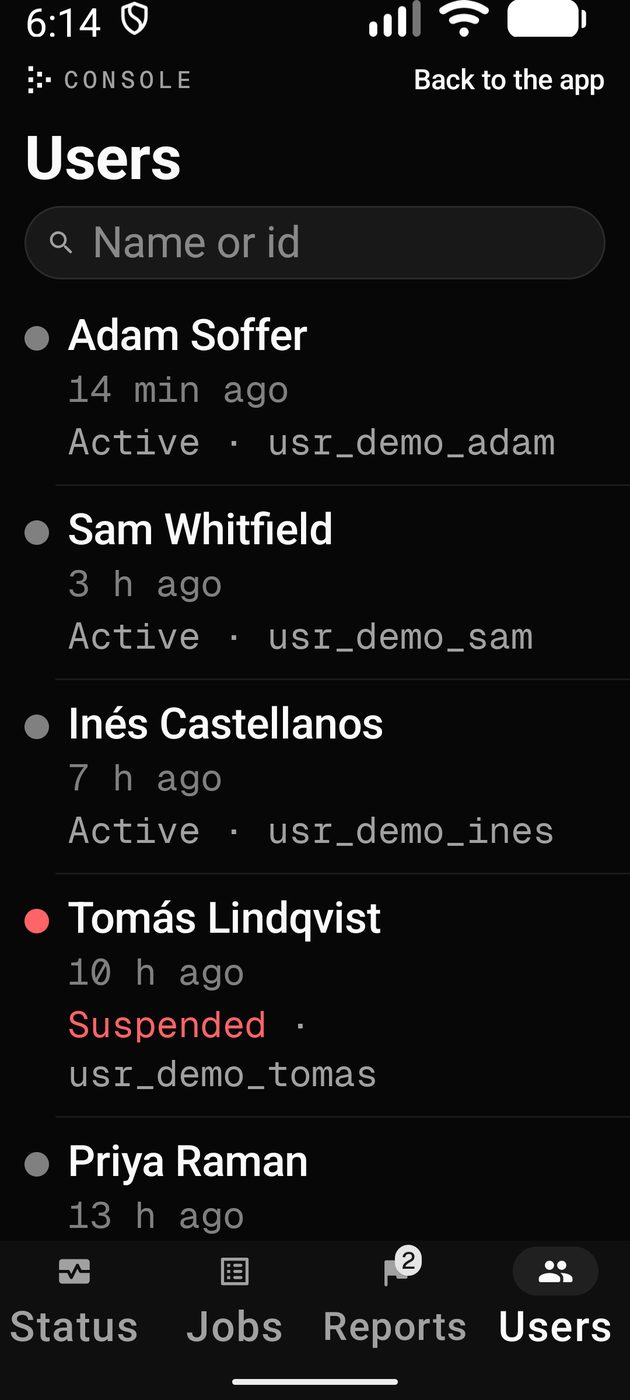 6:14
CONSOLE
Back to the app
Users
Name or id
Adam Soffer
14 min ago
Active · usr_demo_adam
Sam Whitfield
3 h ago
Active · usr_demo_sam
Inés Castellanos
7 h ago
Active · usr_demo_ines
Tomás Lindqvist
10 h ago
Suspended ·
usr_demo_tomas
Priya Raman
13 h ago
2
Status
Jobs
Reports
Users